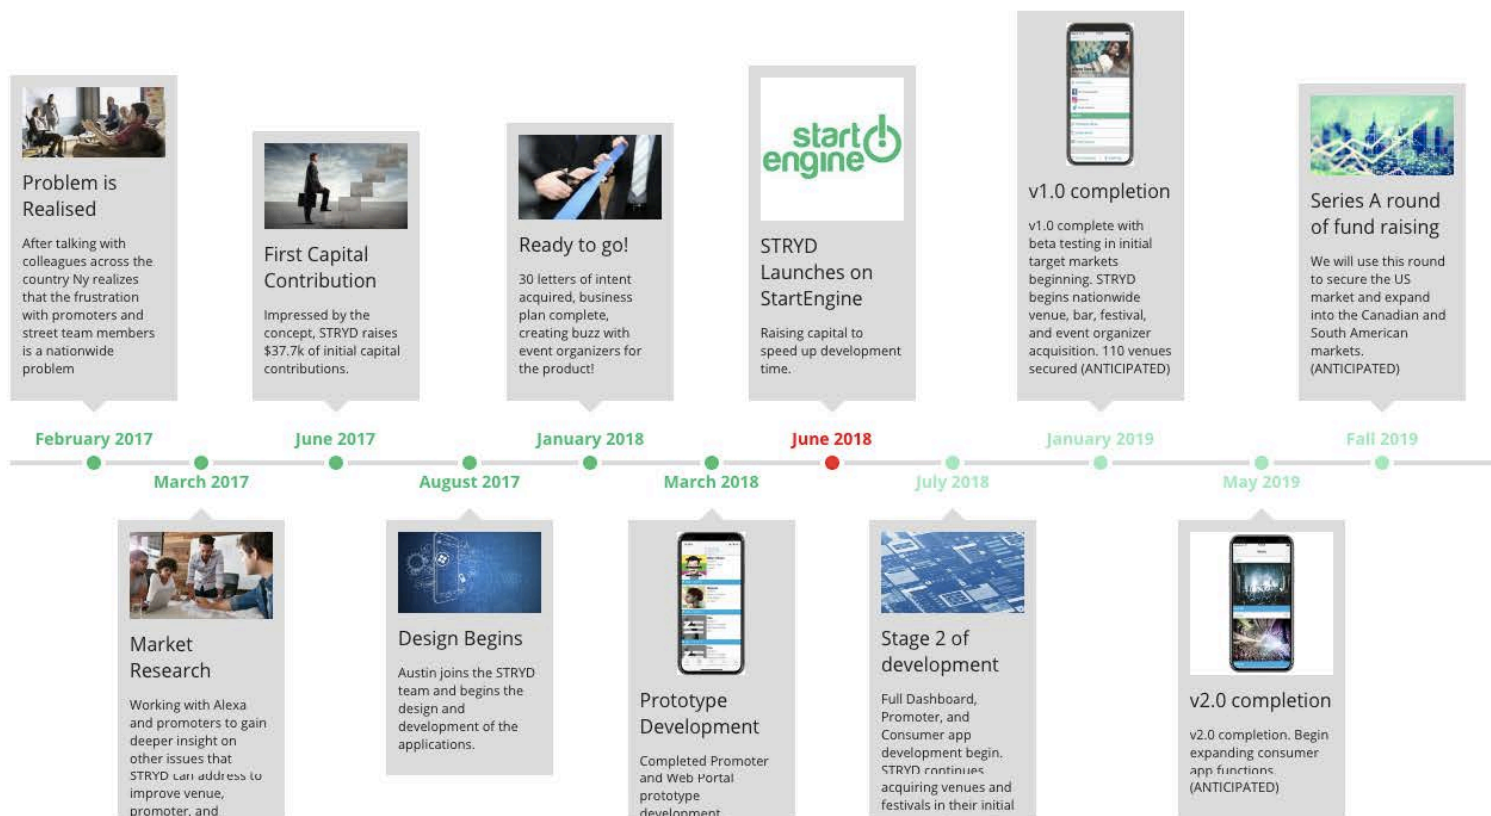 Problem is
Realised
After talking with
colleagues across the
country Ny realizes
that the frustration
with promoters and
street team members
is a nationwide
problem
First Capital
Contribution
Impressed by the
concept, STRYD raises
$37.7k of initial capital
contributions.
Ready to go!
30 letters of intent
acquired, business
plan complete,
creating buzz with
event organizers for
the product!
start
engine
STRYD
Launches on
StartEngine
Raising capital to
speed up development
time.
v1.0 completion
v1.0 complete with
beta testing in initial
target markets
beginning. STRYD
begins nationwide
venue, bar, festival,
and event organizer
acquisition. 110 venues
secured (ANTICIPATED)
Series A round
of fund raising
We will use this round
to secure the US
market and expand
into the Canadian and
South American
markets.
(ANTICIPATED)
February 2017
June 2017
January 2018
June 2018
January 2019
Fall 2019
March 2017
August 2017
March 2018
July 2018
May 2019
Market
Research
Working with Alexa
and promoters to gain
deeper insight on
other issues that
STRYD can address to
improve venue,
promoter, and
Design Begins
Austin joins the STRYD
team and begins the
design and
development of the
applications.
Prototype
Development
Completed Promoter
and Web Portal
prototype
development
Stage 2 of
development
Full Dashboard,
Promoter, and
Consumer app
development begin.
STRYD continues
acquiring venues and
festivals in their initial
v2.0 completion
v2.0 completion. Begin
expanding consumer
app functions
(ANTICIPATED)